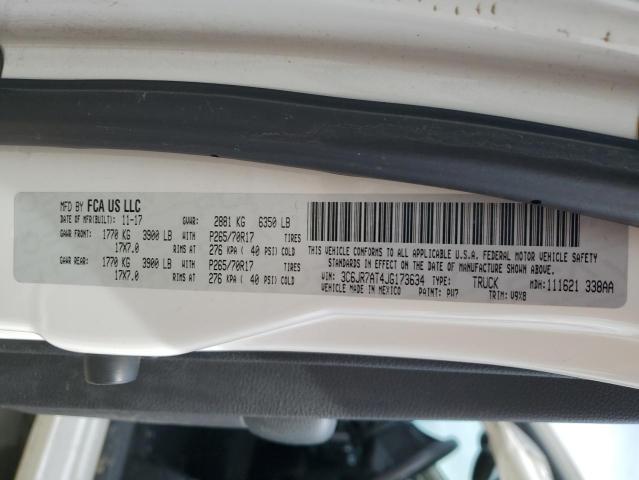 MFD BY FCA US LLC
DATE OF MFR(BUILT): 11-17 GVWR: 2881 KG 6350 LB
GAWR FRONT: 1770 KG 3900 LB WITH P265/70R17 TIRES
17X7.0 RIMS AT 276 KPA ( 40 PSI) COLD
GAWR REAR: 1770 KG 3900 LB WITH P265/70R17 TIRES
17X7.0 RIMS AT 276 KPA ( 40 PSI) COLD
THIS VEHICLE CONFORMS TO ALL APPLICABLE U.S.A. FEDERAL MOTOR VEHICLE SAFETY
STANDARDS IN EFFECT ON THE DATE OF MANUFACTURE SHOWN ABOVE.
VIN: 3C6JR7AT4JG173634 TYPE: TRUCK MDH: 111621 338AA
VEHICLE MADE IN MEXICO PAINT: PW7 TRIM: V9X8